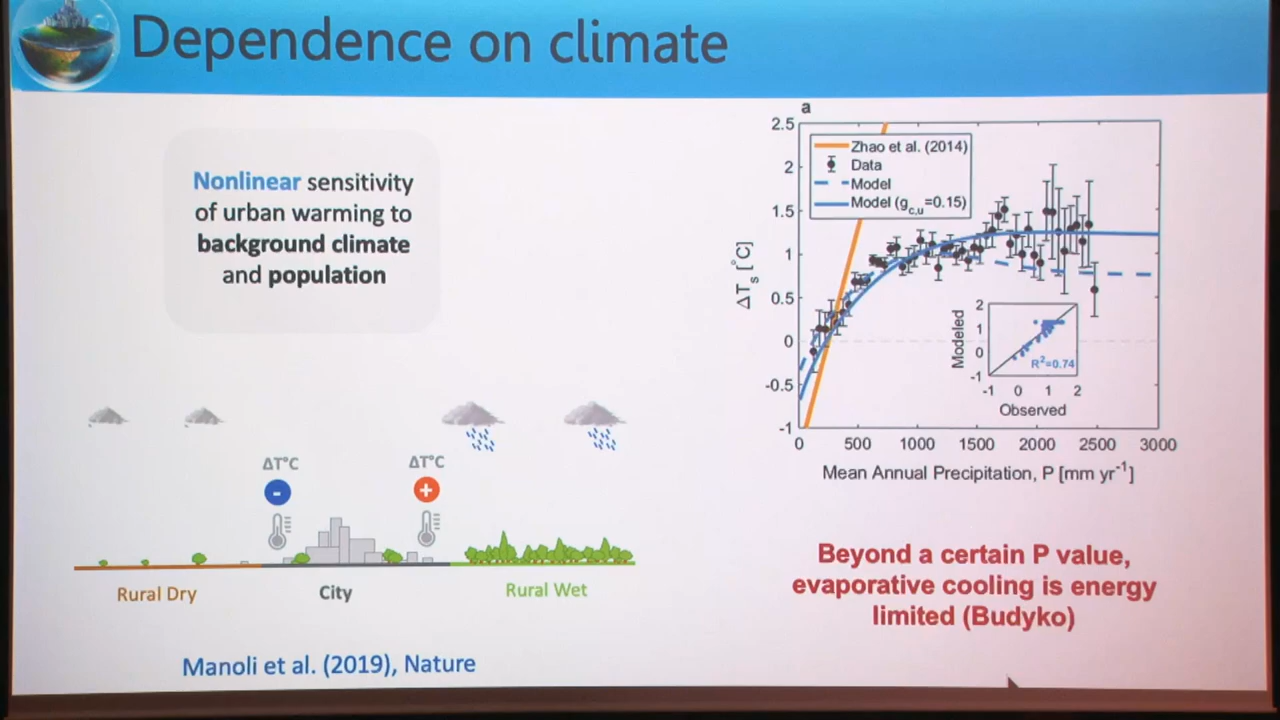 Dependence on climate
Nonlinear sensitivity
of urban warming to
background climate
and population
ΔT°C
-
ΔT°C
+
Rural Dry
City
Rural Wet
Manoli et al. (2019), Nature
a
Zhao et al. (2014)
Data
Model
Model (g_c,u=0.15)
ΔT_s [°C]
2.5
2
1.5
1
0.5
0
-0.5
-1
0 500 1000 1500 2000 2500 3000
Mean Annual Precipitation, P [mm yr⁻¹]
Modeled
2
1
0
-1
R²=0.74
-1 0 1 2
Observed
Beyond a certain P value,
evaporative cooling is energy
limited (Budyko)